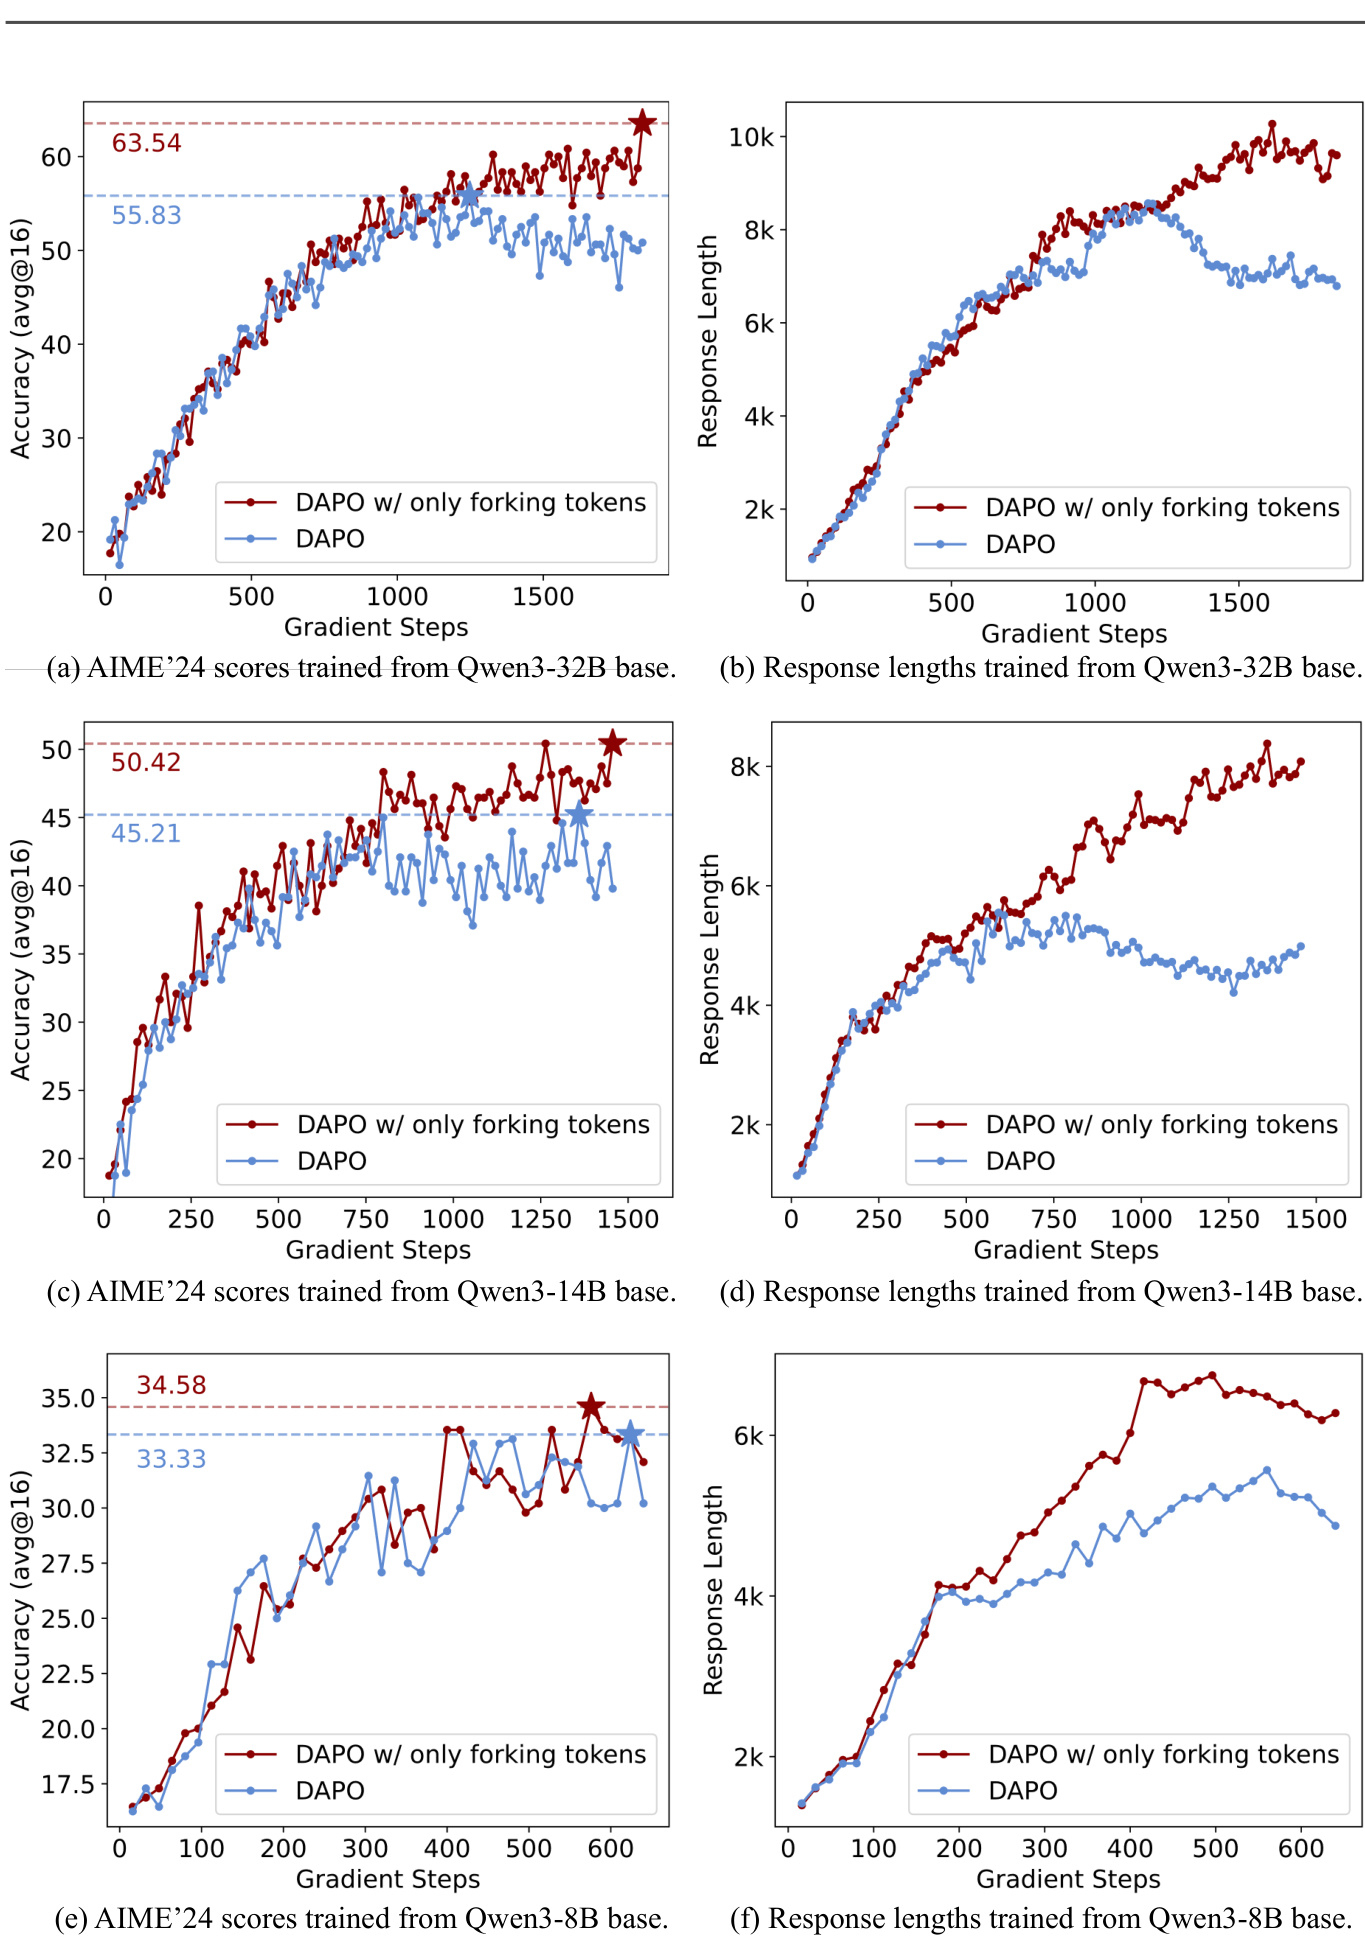 63.54
55.83
60
50
40
30
20
Accuracy (avg@16)
DAPO w/ only forking tokens
DAPO
0 500 1000 1500
Gradient Steps
(a) AIME’24 scores trained from Qwen3-32B base.
10k
8k
6k
4k
2k
Response Length
DAPO w/ only forking tokens
DAPO
0 500 1000 1500
Gradient Steps
(b) Response lengths trained from Qwen3-32B base.
50.42
45.21
50
45
40
35
30
25
20
Accuracy (avg@16)
DAPO w/ only forking tokens
DAPO
0 250 500 750 1000 1250 1500
Gradient Steps
(c) AIME’24 scores trained from Qwen3-14B base.
8k
6k
4k
2k
Response Length
DAPO w/ only forking tokens
DAPO
0 250 500 750 1000 1250 1500
Gradient Steps
(d) Response lengths trained from Qwen3-14B base.
34.58
33.33
35.0
32.5
30.0
27.5
25.0
22.5
20.0
17.5
Accuracy (avg@16)
DAPO w/ only forking tokens
DAPO
0 100 200 300 400 500 600
Gradient Steps
(e) AIME’24 scores trained from Qwen3-8B base.
6k
4k
2k
Response Length
DAPO w/ only forking tokens
DAPO
0 100 200 300 400 500 600
Gradient Steps
(f) Response lengths trained from Qwen3-8B base.